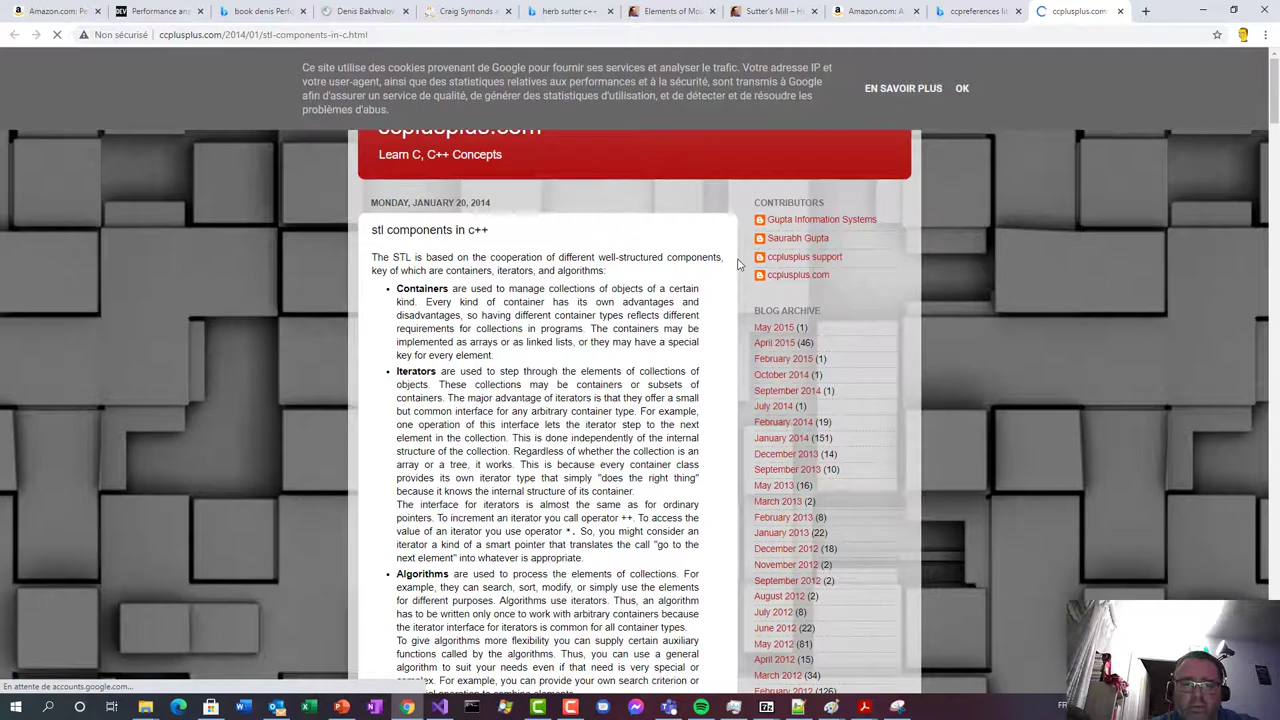 Amazon.com: Pe
Performance an
book denis Perf
Denis Bakhvalov
Craig Symonds
herb sutter c++
Elements of Mo
Sutter's Mill – H
Amazon.com: A
ccpreferences lit
ccplusplus.com:
Non sécurisé | ccplusplus.com/2014/01/stl-components-in-c.html
Ce site utilise des cookies provenant de Google pour fournir ses services et analyser le trafic. Votre adresse IP et
votre user-agent, ainsi que des statistiques relatives aux performances et à la sécurité, sont transmis à Google
afin d'assurer un service de qualité, de générer des statistiques d'utilisation, et de détecter et de résoudre les
problèmes d'abus.
EN SAVOIR PLUS OK
ccplusplus.com
Learn C, C++ Concepts
MONDAY, JANUARY 20, 2014
stl components in c++
The STL is based on the cooperation of different well-structured components,
key of which are containers, iterators, and algorithms:
• Containers are used to manage collections of objects of a certain
kind. Every kind of container has its own advantages and
disadvantages, so having different container types reflects different
requirements for collections in programs. The containers may be
implemented as arrays or as linked lists, or they may have a special
key for every element.
• Iterators are used to step through the elements of collections of
objects. These collections may be containers or subsets of
containers. The major advantage of iterators is that they offer a small
but common interface for any arbitrary container type. For example,
one operation of this interface lets the iterator step to the next
element in the collection. This is done independently of the internal
structure of the collection. Regardless of whether the collection is an
array or a tree, it works. This is because every container class
provides its own iterator type that simply "does the right thing"
because it knows the internal structure of its container.
The interface for iterators is almost the same as for ordinary
pointers. To increment an iterator you call operator ++. To access the
value of an iterator you use operator *. So, you might consider an
iterator a kind of a smart pointer that translates the call "go to the
next element" into whatever is appropriate.
• Algorithms are used to process the elements of collections. For
example, they can search, sort, modify, or simply use the elements
for different purposes. Algorithms use iterators. Thus, an algorithm
has to be written only once to work with arbitrary containers because
the iterator interface for iterators is common for all container types.
To give algorithms more flexibility you can supply certain auxiliary
functions called by the algorithms. Thus, you can use a general
algorithm to suit your needs even if that need is very special or
complex. For example, you can provide your own search criterion or
CONTRIBUTORS
Gupta Information Systems
Saurabh Gupta
ccplusplus support
ccplusplus.com
BLOG ARCHIVE
May 2015 (1)
April 2015 (46)
February 2015 (1)
October 2014 (1)
September 2014 (1)
July 2014 (1)
February 2014 (19)
January 2014 (151)
December 2013 (14)
September 2013 (10)
May 2013 (16)
March 2013 (2)
February 2013 (8)
January 2013 (22)
December 2012 (18)
November 2012 (2)
September 2012 (2)
August 2012 (2)
July 2012 (8)
June 2012 (22)
May 2012 (81)
April 2012 (15)
March 2012 (34)
February 2012 (126)
En attente de accounts.google.com...
FR